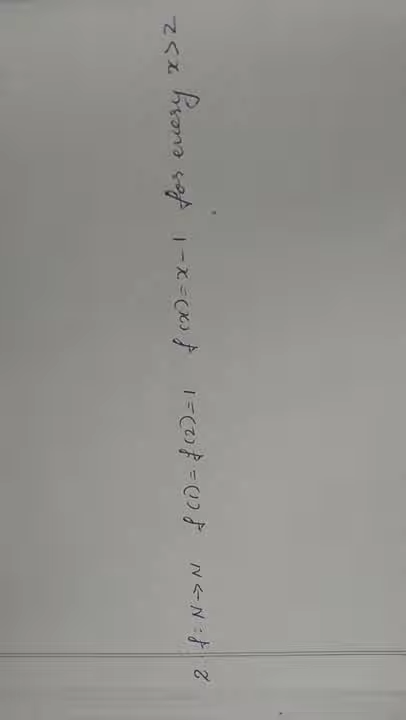 2. f: N→N f(1) = f(2) = 1 f(x) = x - 1 for every x>2